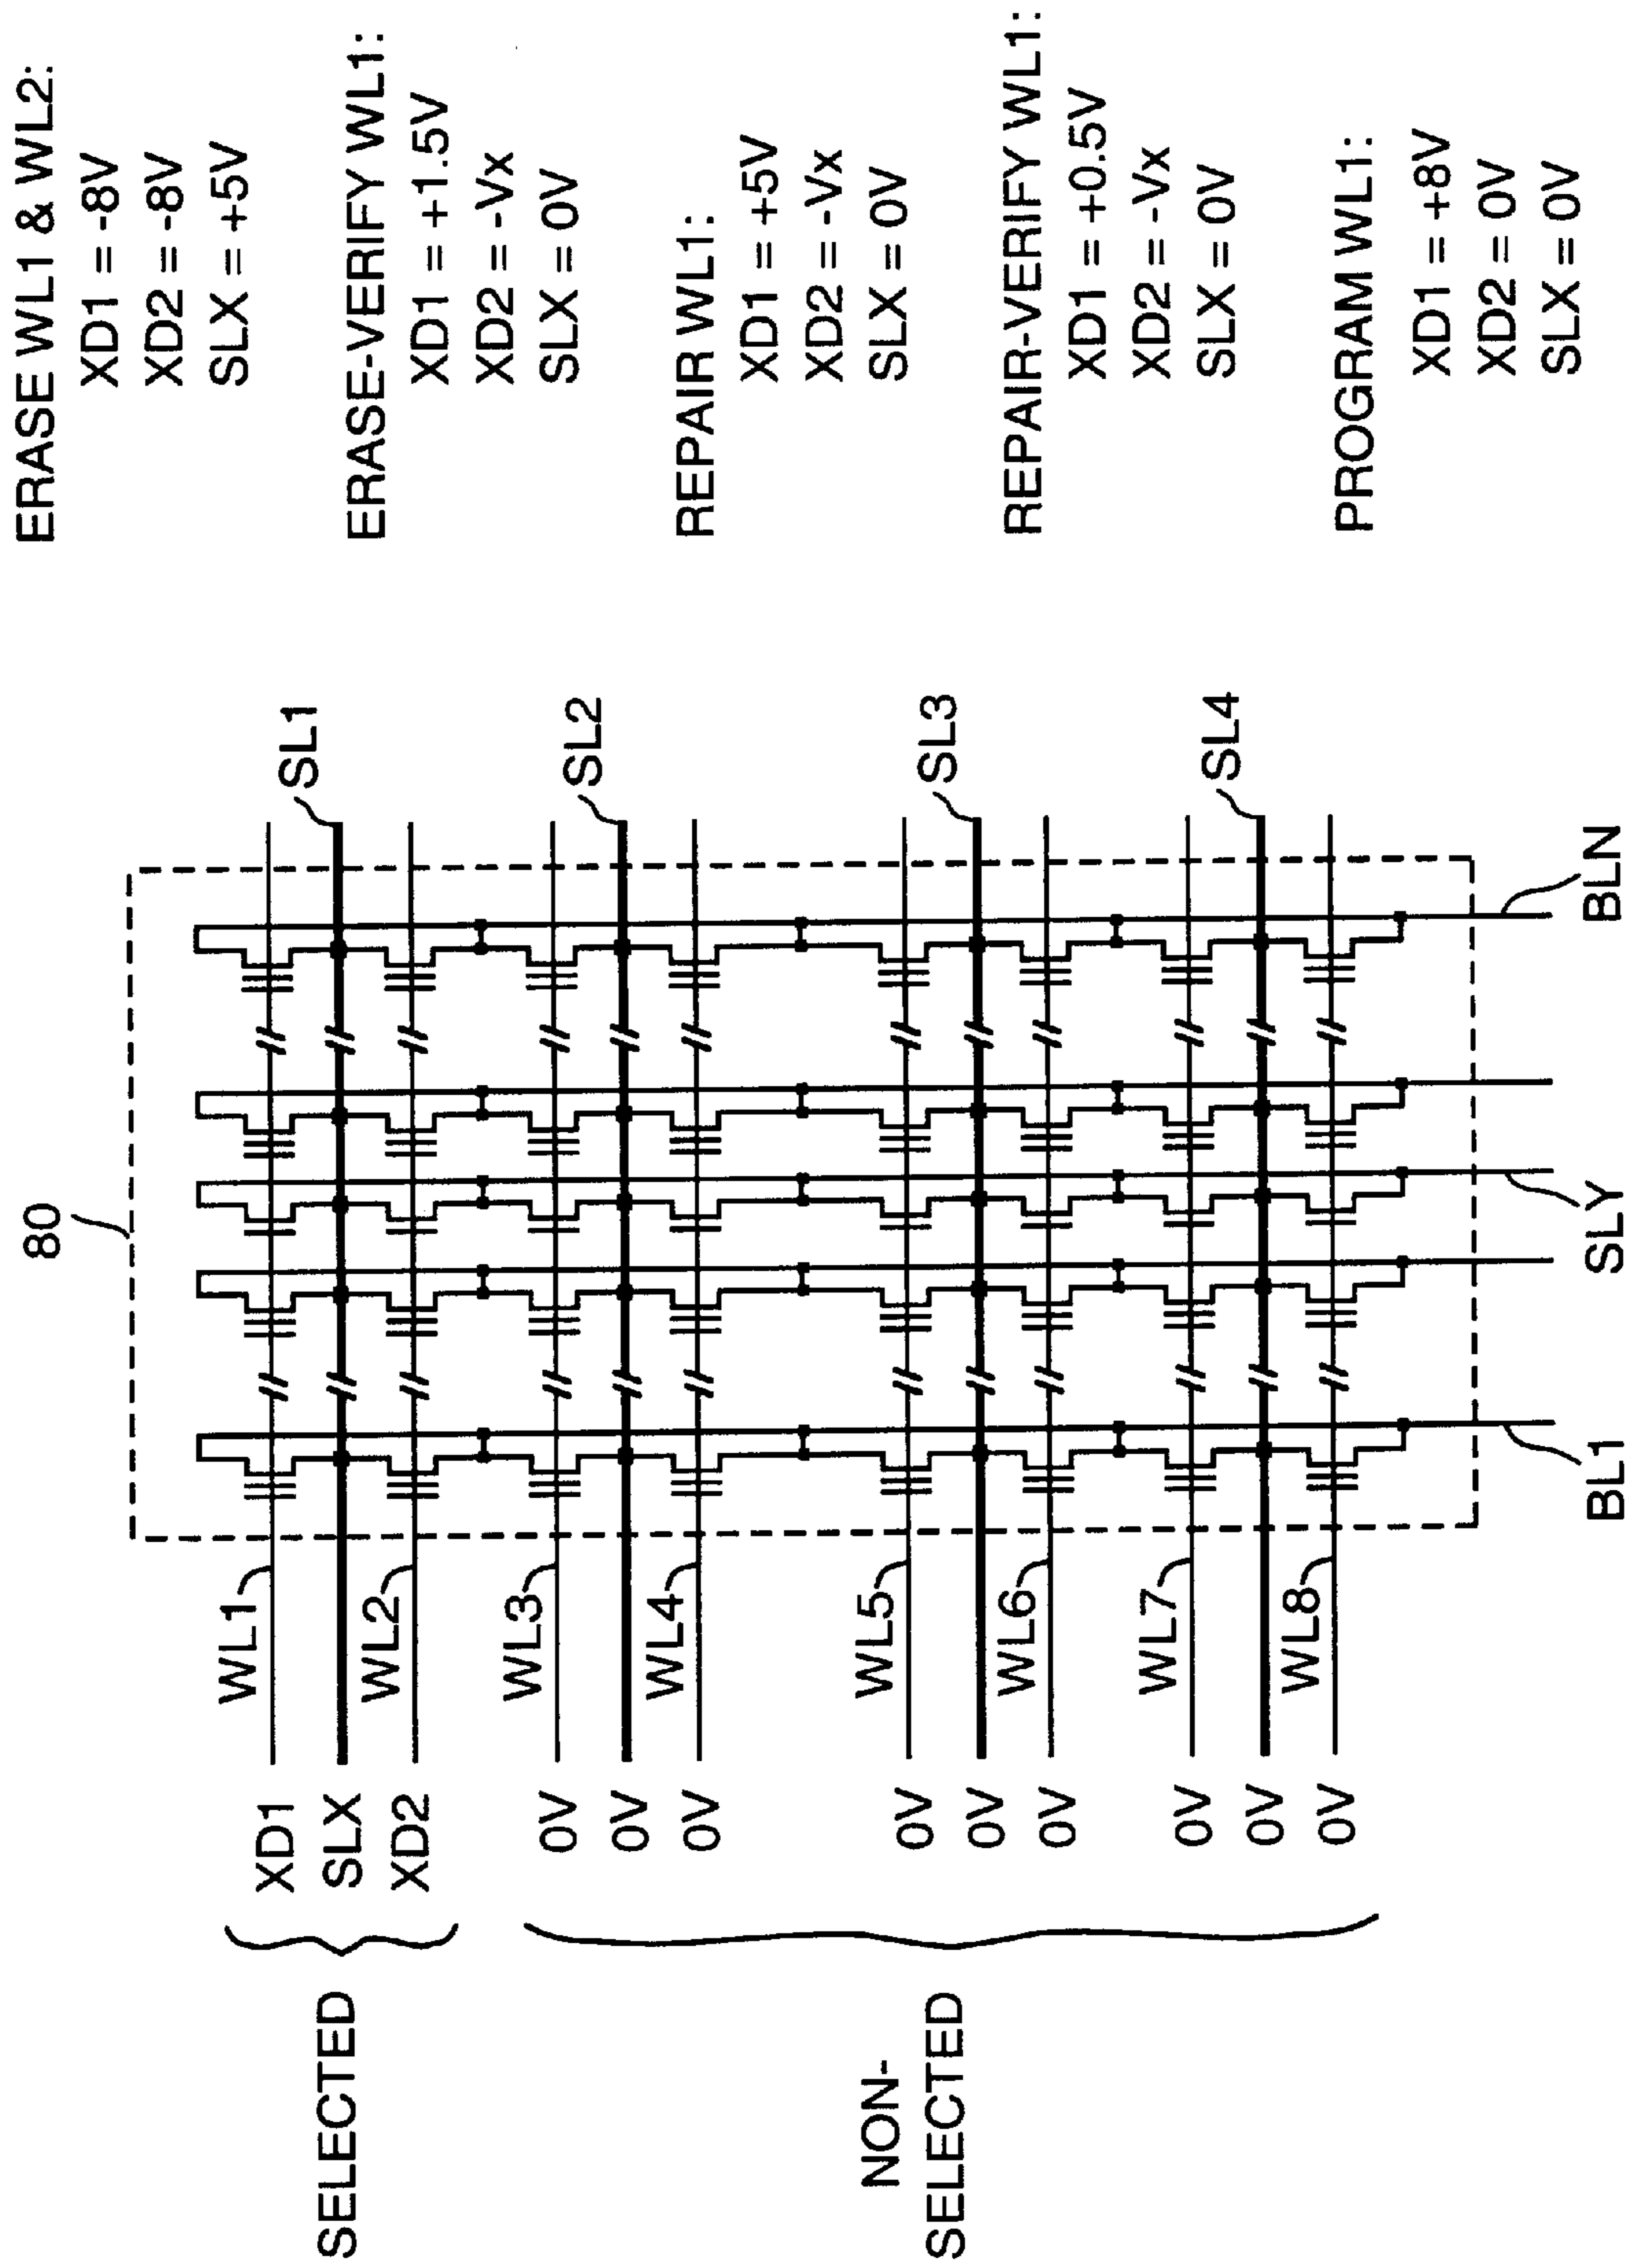 80
SELECTED
XD1
SLX
XD2
WL1
WL2
SL1
NON-
SELECTED
0V
0V
0V
WL3
WL4
SL2
0V
0V
0V
WL5
WL6
SL3
0V
0V
0V
WL7
WL8
SL4
BL1
SLY
BLN
ERASE WL1 & WL2:
XD1 = -8V
XD2 = -8V
SLX = +5V
ERASE-VERIFY WL1:
XD1 = +1.5V
XD2 = -Vx
SLX = 0V
REPAIR WL1:
XD1 = +5V
XD2 = -Vx
SLX = 0V
REPAIR-VERIFY WL1:
XD1 = +0.5V
XD2 = -Vx
SLX = 0V
PROGRAM WL1:
XD1 = +8V
XD2 = 0V
SLX = 0V